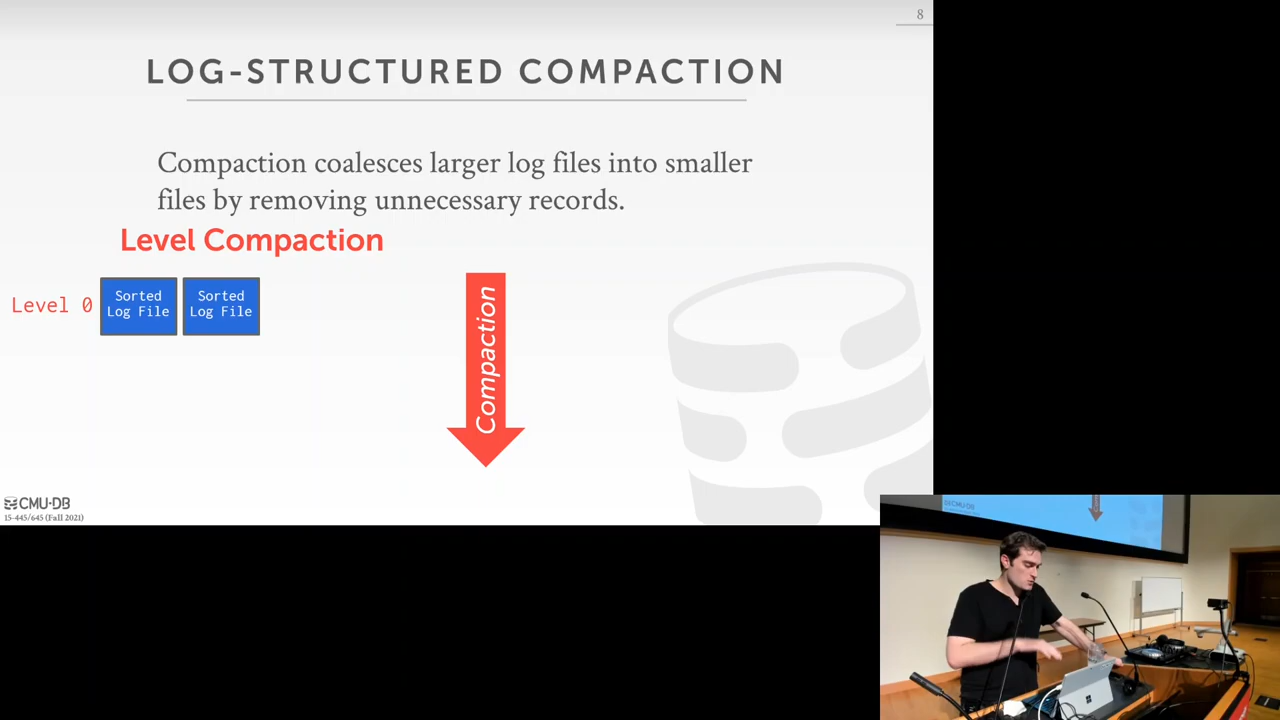 8
LOG-STRUCTURED COMPACTION
Compaction coalesces larger log files into smaller
files by removing unnecessary records.
Level Compaction
Level 0
Sorted
Log File
Sorted
Log File
Compaction
CMU·DB
15-445/645 (Fall 2021)